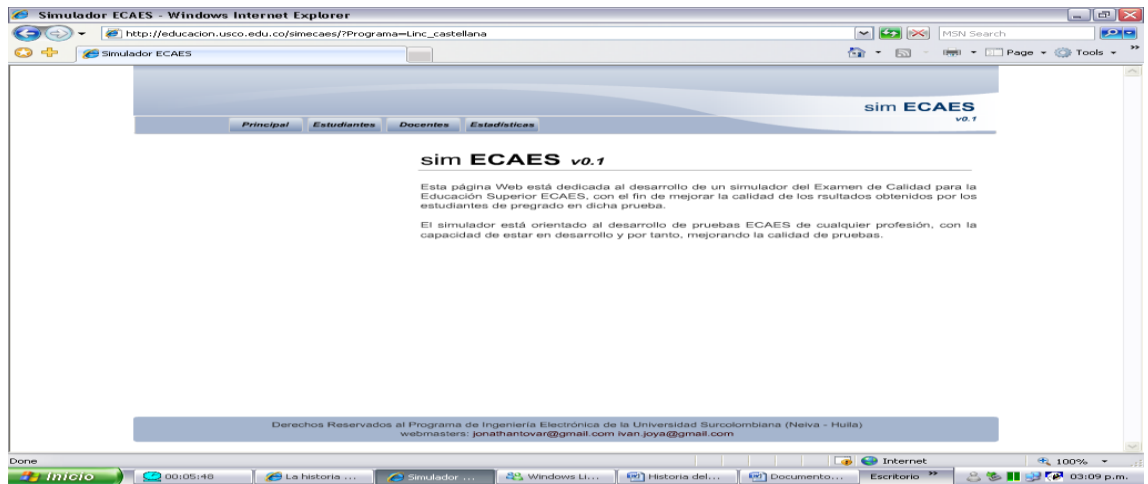 Simulador ECAES - Windows Internet Explorer
http://educacion.usco.edu.co/simecaes/?Programa=Linc_castellana
MSN Search
Simulador ECAES
Page
Tools
sim ECAES
v0.1
Principal Estudiantes Docentes Estadísticas
sim ECAES v0.1
Esta página Web está dedicada al desarrollo de un simulador del Examen de Calidad para la
Educación Superior ECAES, con el fin de mejorar la calidad de los rsultados obtenidos por los
estudiantes de pregrado en dicha prueba.
El simulador está orientado al desarrollo de pruebas ECAES de cualquier profesión, con la
capacidad de estar en desarrollo y por tanto, mejorando la calidad de pruebas.
Derechos Reservados al Programa de Ingeniería Electrónica de la Universidad Surcolombiana (Neiva - Huila)
webmasters: jonathantovar@gmail.com ivan.joya@gmail.com
Done
Internet
100%
Inicio
00:05:48
La historia ...
Simulador ...
Windows Li...
Historia del...
Documento...
Escritorio
03:09 p.m.